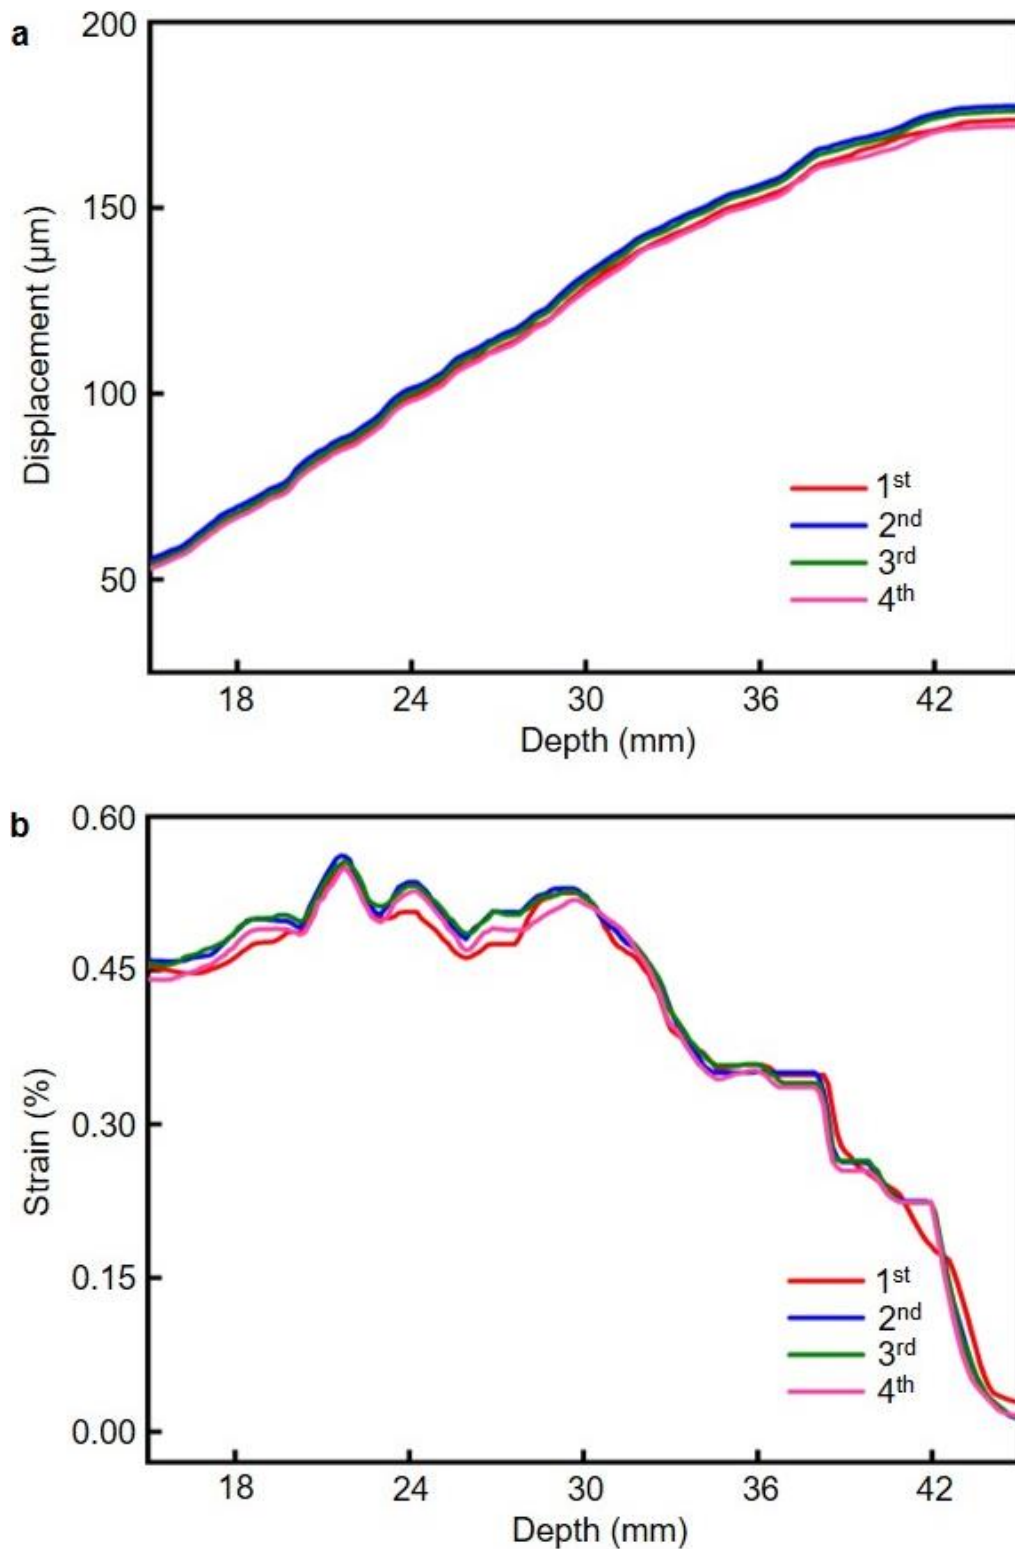 a
200
150
100
50
Displacement (µm)
1st
2nd
3rd
4th
18 24 30 36 42
Depth (mm)
b
0.60
0.45
0.30
0.15
0.00
Strain (%)
1st
2nd
3rd
4th
18 24 30 36 42
Depth (mm)